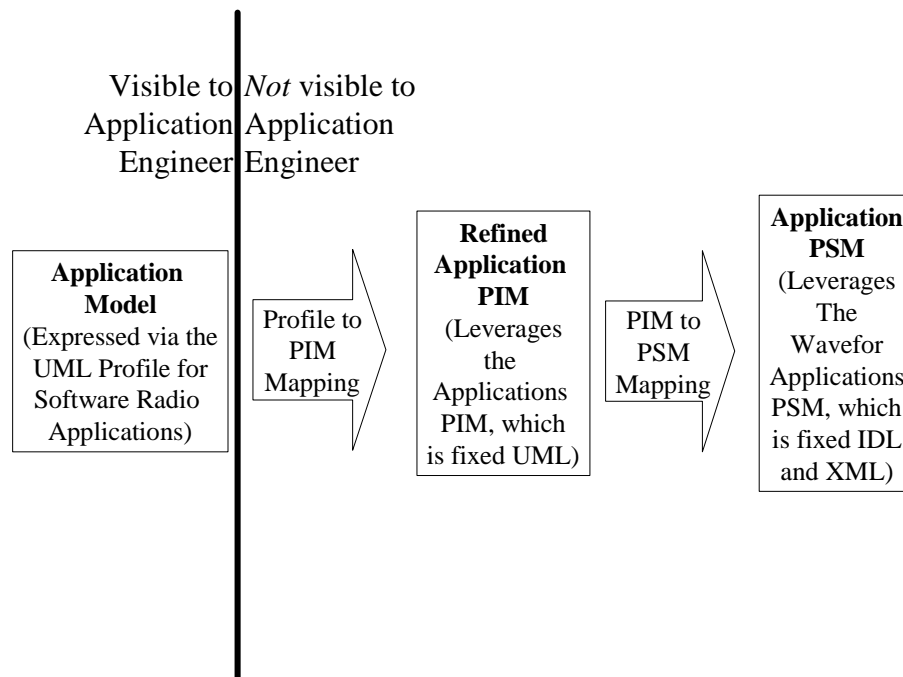 Visible to
Application
Engineer
Not visible to
Application
Engineer
Application
Model
(Expressed via the
UML Profile for
Software Radio
Applications)
Profile to
PIM
Mapping
Refined
Application
PIM
(Leverages
the
Applications
PIM, which
is fixed UML)
PIM to
PSM
Mapping
Application
PSM
(Leverages
The
Wavefor
Applications
PSM, which
is fixed IDL
and XML)